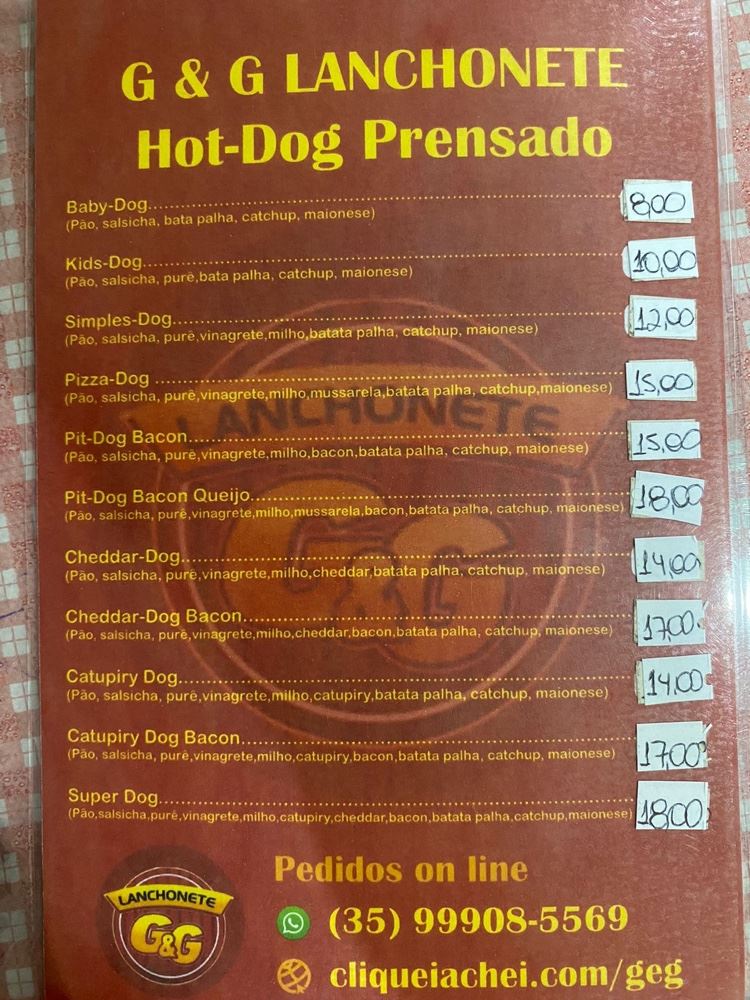 G & G LANCHONETE
Hot-Dog Prensado
Baby-Dog........................ 8,00
(Pão, salsicha, bata palha, catchup, maionese)
Kids-Dog........................ 10,00
(Pão, salsicha, purê,bata palha, catchup, maionese)
Simples-Dog........................ 12,00
(Pão, salsicha, purê,vinagrete,milho,batata palha, catchup, maionese)
Pizza-Dog ........................ 15,00
(Pão, salsicha, purê,vinagrete,milho,mussarela,batata palha, catchup,maionese)
Pit-Dog Bacon........................ 15,00
(Pão, salsicha, purê,vinagrete,milho,bacon,batata palha, catchup, maionese)
Pit-Dog Bacon Queijo........................ 18,00
(Pão, salsicha, purê,vinagrete,milho,mussarela,bacon,batata palha, catchup, maionese)
Cheddar-Dog........................ 14,00
(Pão, salsicha, purê,vinagrete,milho,cheddar,batata palha, catchup, maionese)
Cheddar-Dog Bacon........................ 17,00
(Pão, salsicha, purê,vinagrete,milho,cheddar,bacon,batata palha, catchup, maionese)
Catupiry Dog........................ 14,00
(Pão, salsicha, purê,vinagrete,milho,catupiry,batata palha, catchup, maionese)
Catupiry Dog Bacon........................ 17,00
(Pão, salsicha, purê,vinagrete,milho,catupiry,bacon,batata palha, catchup, maionese)
Super Dog........................ 18,00
(Pão,salsicha,purê,vinagrete,milho,catupiry,cheddar,bacon,batata palha,catchup,maionese)
LANCHONETE
G&G
Pedidos on line
(35) 99908-5569
cliqueiachei.com/geg
LANCHONETE
G&G